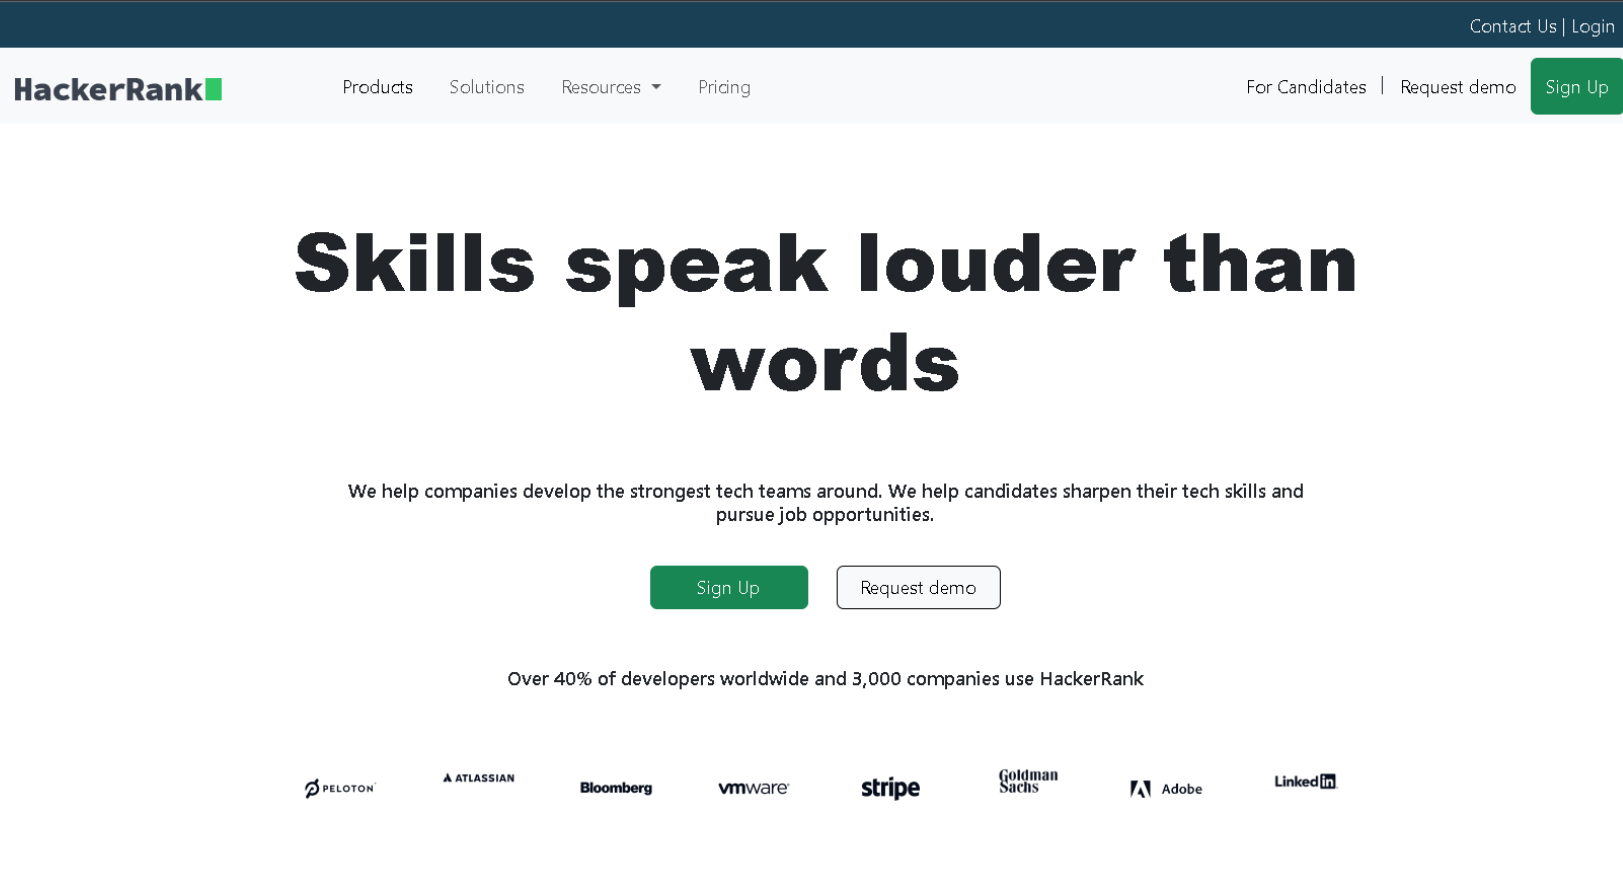 Contact Us | Login
HackerRank
Products Solutions Resources Pricing For Candidates | Request demo Sign Up
Skills speak louder than
words
We help companies develop the strongest tech teams around. We help candidates sharpen their tech skills and
pursue job opportunities.
Sign Up Request demo
Over 40% of developers worldwide and 3,000 companies use HackerRank
PELOTON ATLASSIAN Bloomberg vmware stripe Goldman Sachs Adobe Linked in